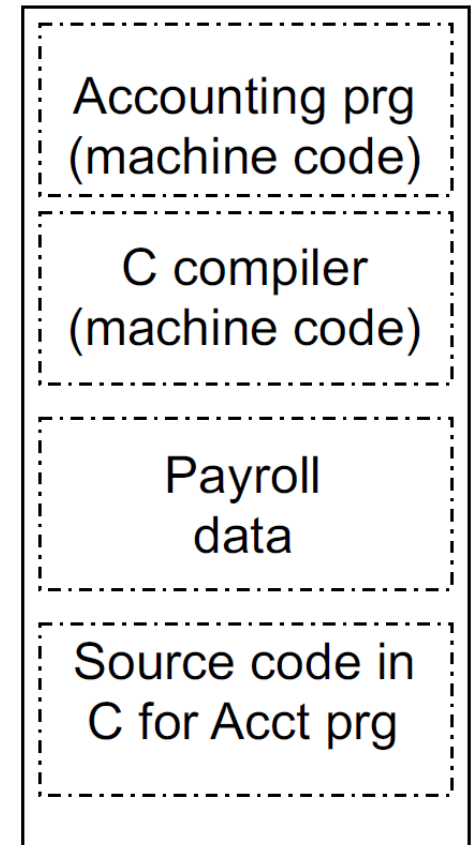 Accounting prg
(machine code)
C compiler
(machine code)
Payroll
data
Source code in
C for Acct prg